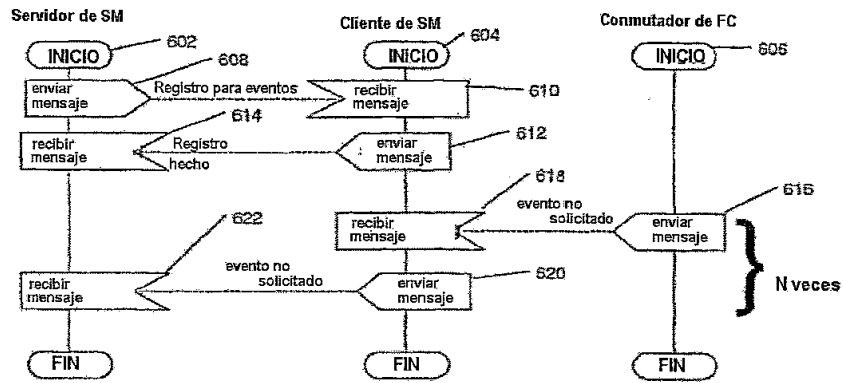 Servidor de SM
Cliente de SM
Conmutador de FC
INICIO
602
INICIO
604
INICIO
606
enviar
mensaje
608
Registro para eventos
recibir
mensaje
610
recibir
mensaje
614
Registro
hecho
enviar
mensaje
612
recibir
mensaje
618
evento no
solicitado
enviar
mensaje
616
recibir
mensaje
622
evento no
solicitado
enviar
mensaje
620
N veces
FIN
FIN
FIN